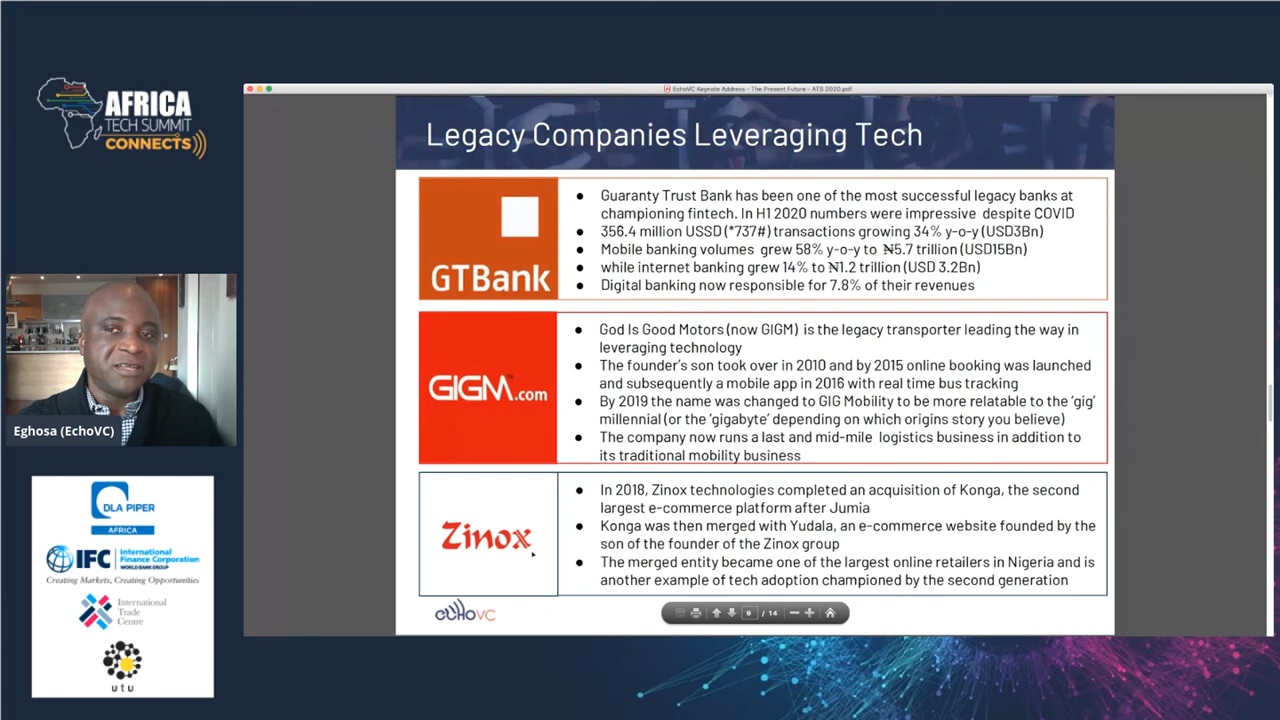 AFRICA
TECH SUMMIT
CONNECTS
EchoVC Keynote Address - The Present Future - ATS 2020.pdf
Legacy Companies Leveraging Tech
GTBank
● Guaranty Trust Bank has been one of the most successful legacy banks at
championing fintech. In H1 2020 numbers were impressive despite COVID
● 356.4 million USSD (*737#) transactions growing 34% y-o-y (USD3Bn)
● Mobile banking volumes grew 58% y-o-y to ₦5.7 trillion (USD15Bn)
● while internet banking grew 14% to ₦1.2 trillion (USD 3.2Bn)
● Digital banking now responsible for 7.8% of their revenues
GIGM.com
● God Is Good Motors (now GIGM) is the legacy transporter leading the way in
leveraging technology
● The founder's son took over in 2010 and by 2015 online booking was launched
and subsequently a mobile app in 2016 with real time bus tracking
● By 2019 the name was changed to GIG Mobility to be more relatable to the 'gig'
millennial (or the 'gigabyte' depending on which origins story you believe)
● The company now runs a last and mid-mile logistics business in addition to
its traditional mobility business
Zinox
● In 2018, Zinox technologies completed an acquisition of Konga, the second
largest e-commerce platform after Jumia
● Konga was then merged with Yudala, an e-commerce website founded by the
son of the founder of the Zinox group
● The merged entity became one of the largest online retailers in Nigeria and is
another example of tech adoption championed by the second generation
echovc
9 / 14
Eghosa (EchoVC)
DLA PIPER
AFRICA
IFC International
Finance Corporation
WORLD BANK GROUP
Creating Markets, Creating Opportunities
International
Trade
Centre
utu